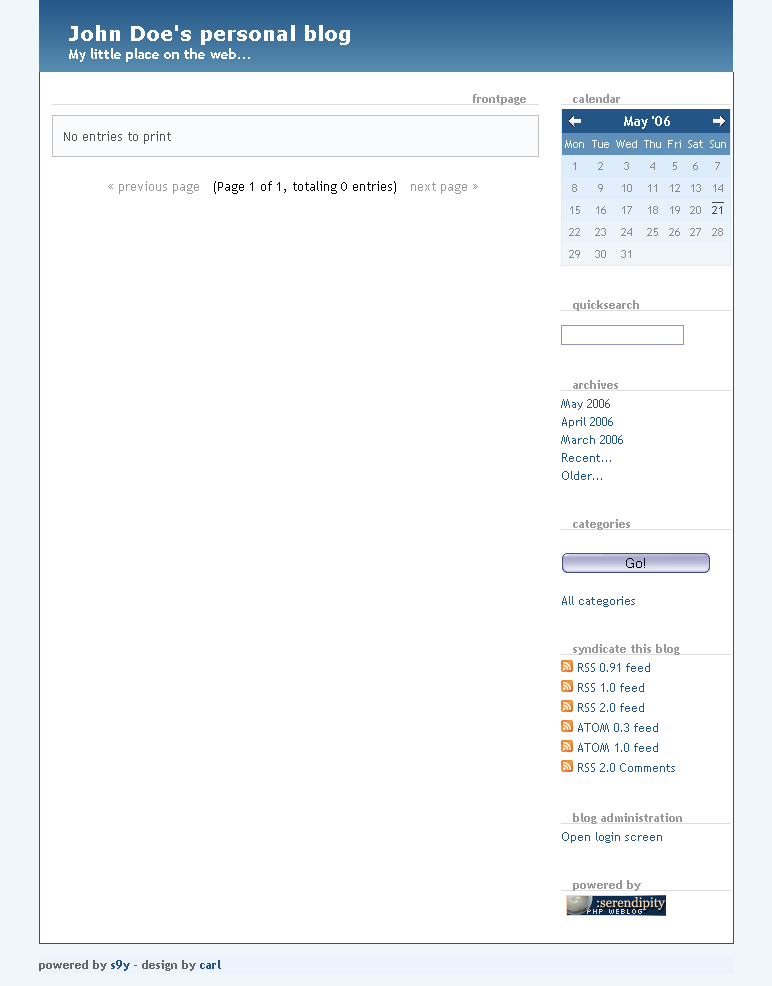 John Doe's personal blog
My little place on the web...
frontpage
No entries to print
« previous page (Page 1 of 1, totaling 0 entries) next page »
calendar
May '06
Mon Tue Wed Thu Fri Sat Sun
1 2 3 4 5 6 7
8 9 10 11 12 13 14
15 16 17 18 19 20 21
22 23 24 25 26 27 28
29 30 31
quicksearch
archives
May 2006
April 2006
March 2006
Recent...
Older...
categories
Go!
All categories
syndicate this blog
RSS 0.91 feed
RSS 1.0 feed
RSS 2.0 feed
ATOM 0.3 feed
ATOM 1.0 feed
RSS 2.0 Comments
blog administration
Open login screen
powered by
:serendipity
PHP WEBLOG
powered by s9y - design by carl